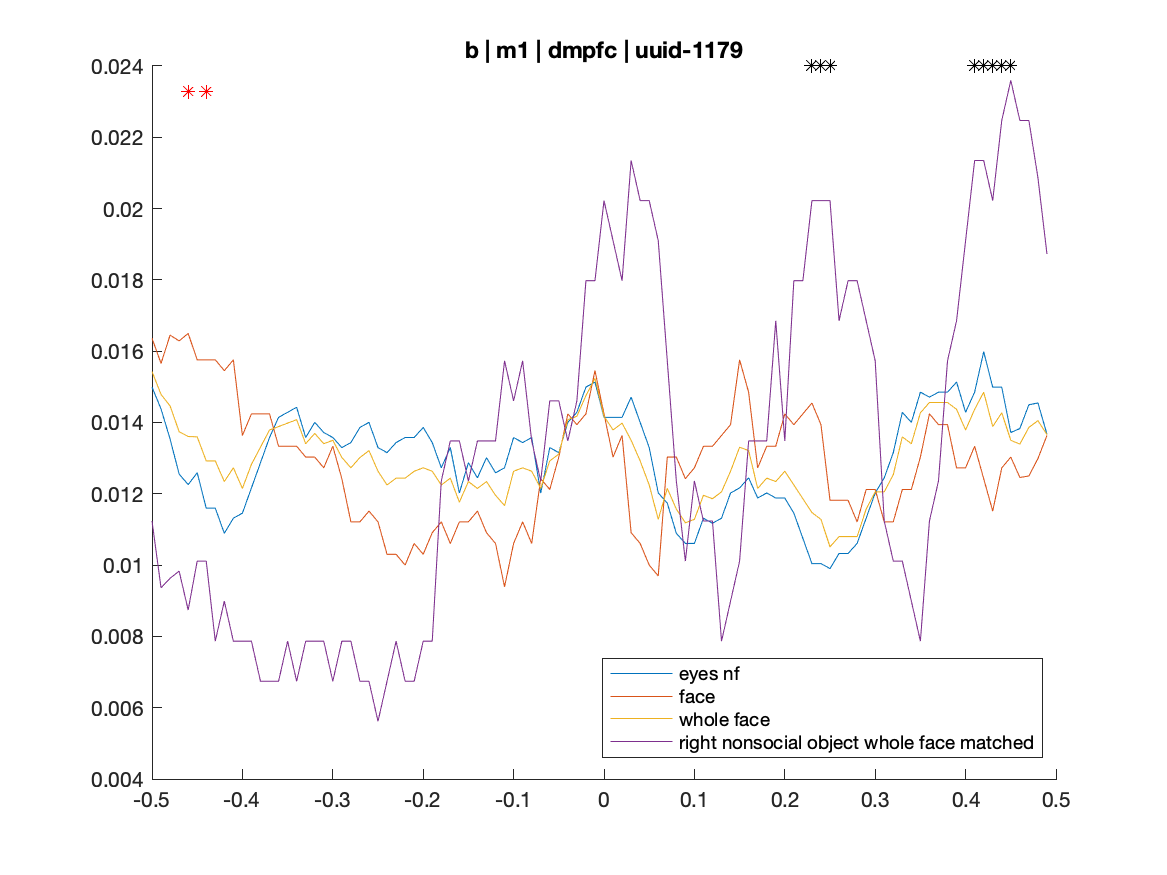 b | m1 | dmpfc | uuid-1179
0.024
0.022
0.02
0.018
0.016
0.014
0.012
0.01
0.008
0.006
0.004
eyes nf
face
whole face
right nonsocial object whole face matched
-0.5 -0.4 -0.3 -0.2 -0.1 0 0.1 0.2 0.3 0.4 0.5